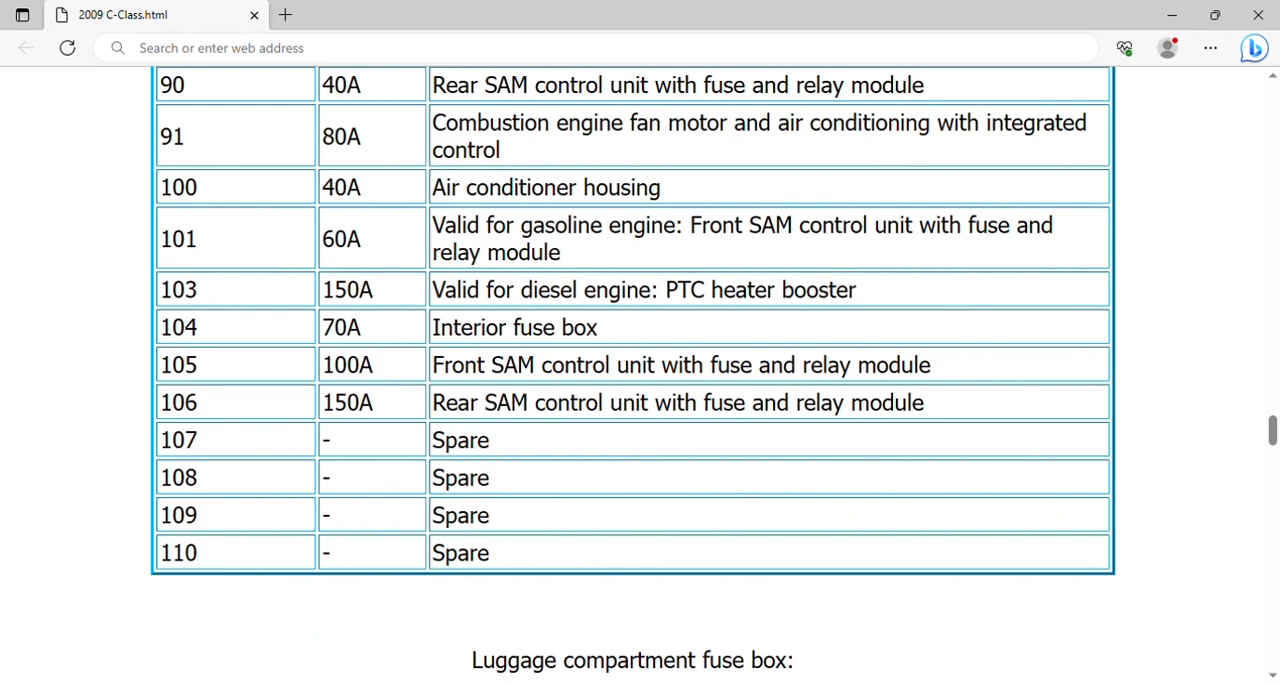 2009 C-Class.html
Search or enter web address
90 40A Rear SAM control unit with fuse and relay module
91 80A Combustion engine fan motor and air conditioning with integrated
control
100 40A Air conditioner housing
101 60A Valid for gasoline engine: Front SAM control unit with fuse and
relay module
103 150A Valid for diesel engine: PTC heater booster
104 70A Interior fuse box
105 100A Front SAM control unit with fuse and relay module
106 150A Rear SAM control unit with fuse and relay module
107 - Spare
108 - Spare
109 - Spare
110 - Spare
Luggage compartment fuse box: